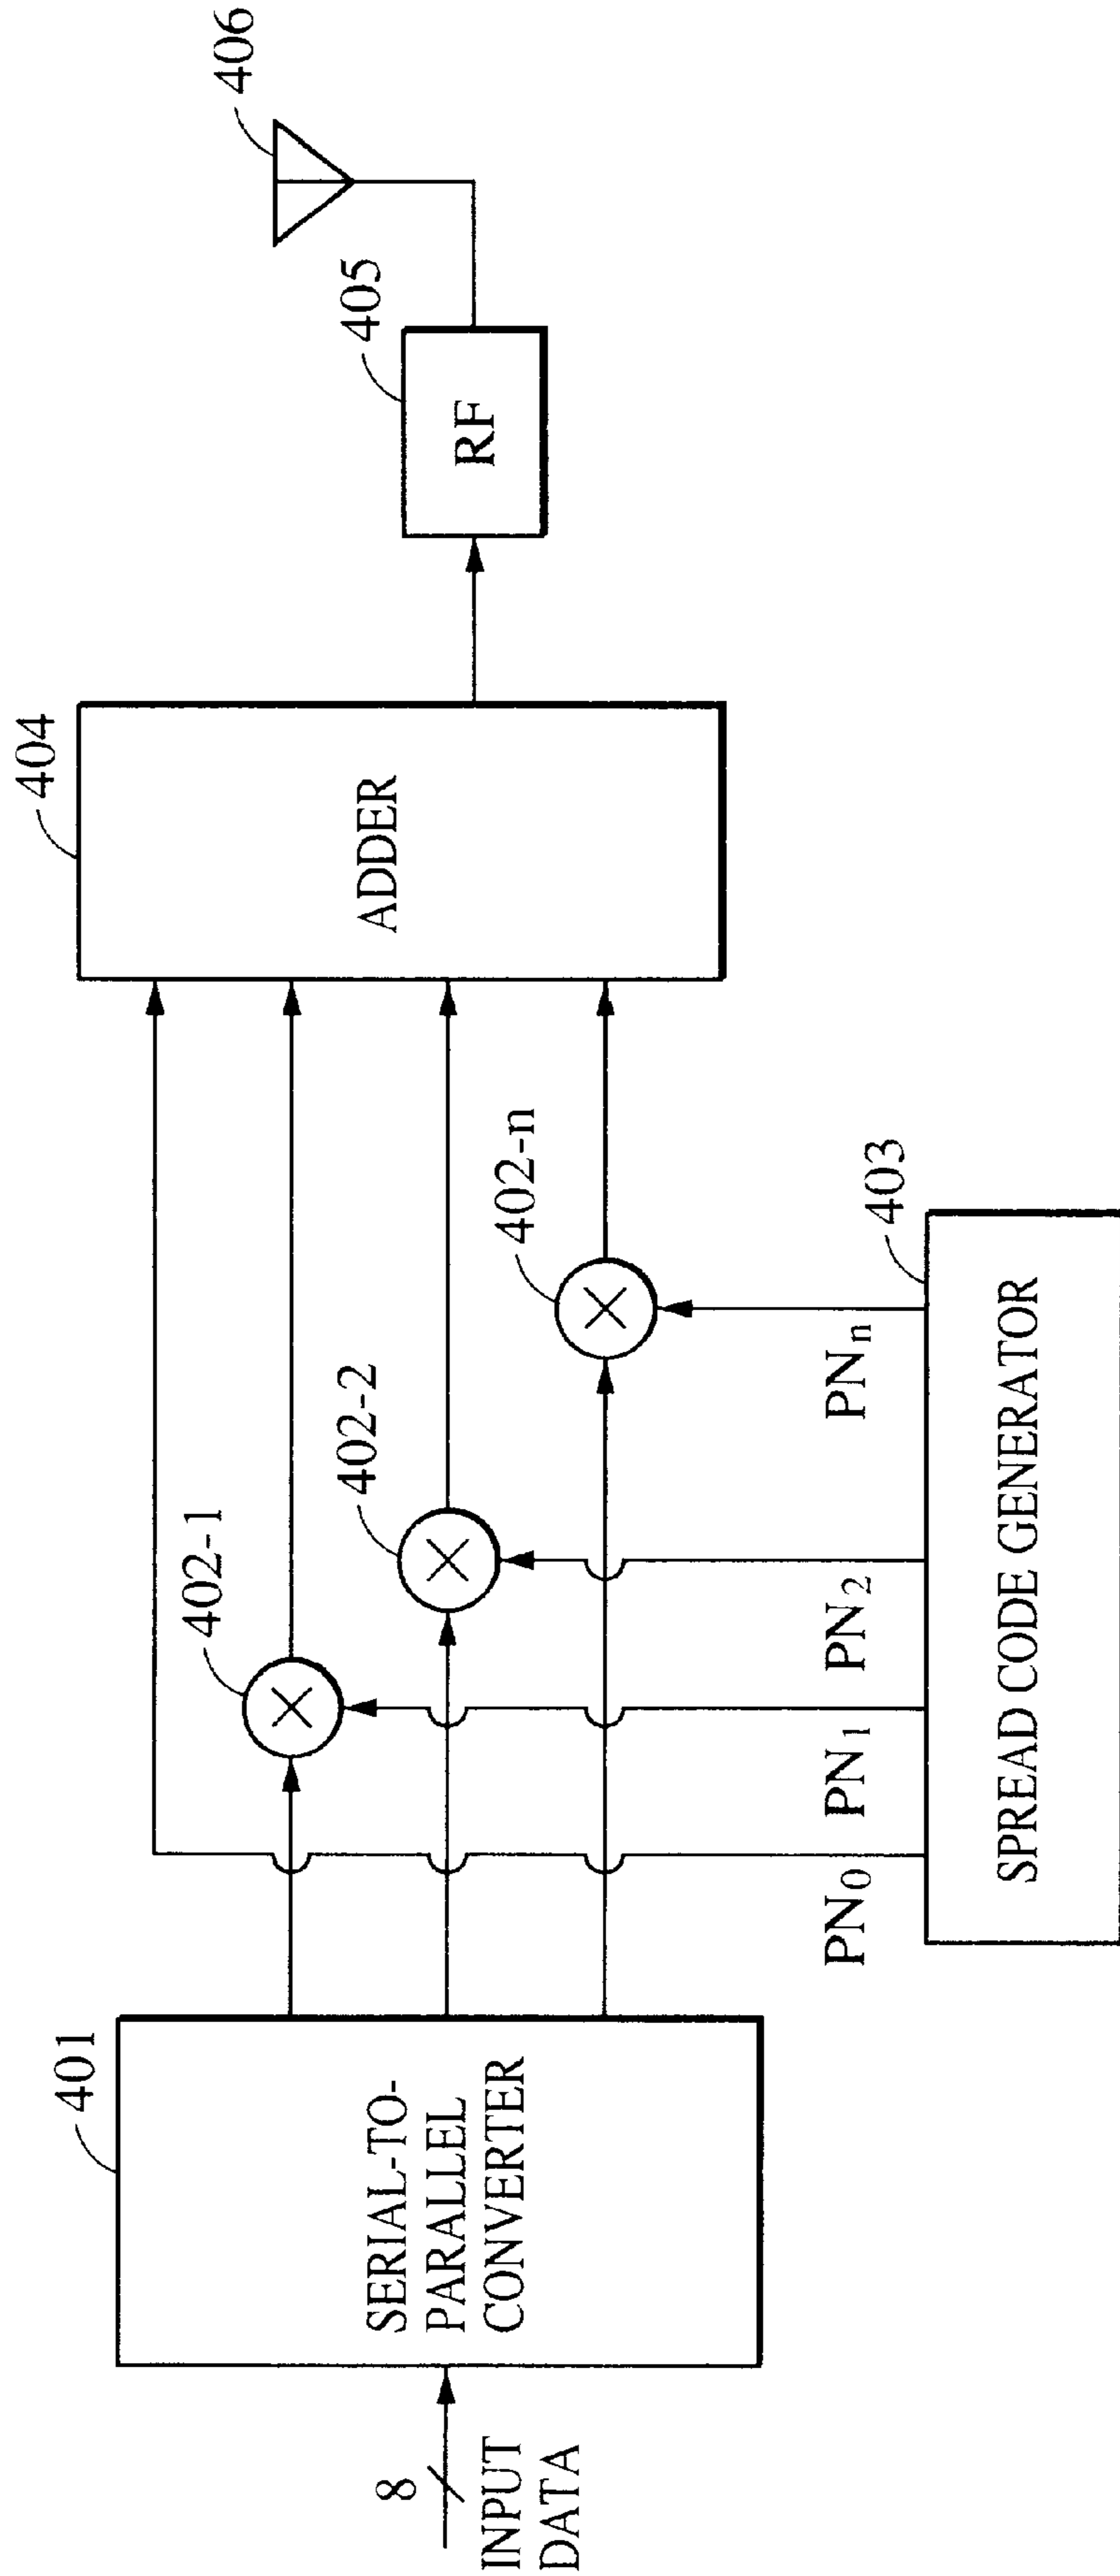 8
INPUT
DATA
401
SERIAL-TO-
PARALLEL
CONVERTER
402-1
402-2
402-n
PN0
PN1
PN2
PNn
403
SPREAD CODE GENERATOR
404
ADDER
405
RF
406